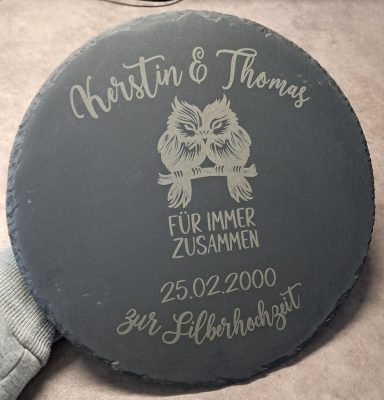 Kerstin & Thomas
FÜR IMMER
ZUSAMMEN
25.02.2000
zur Silberhochzeit